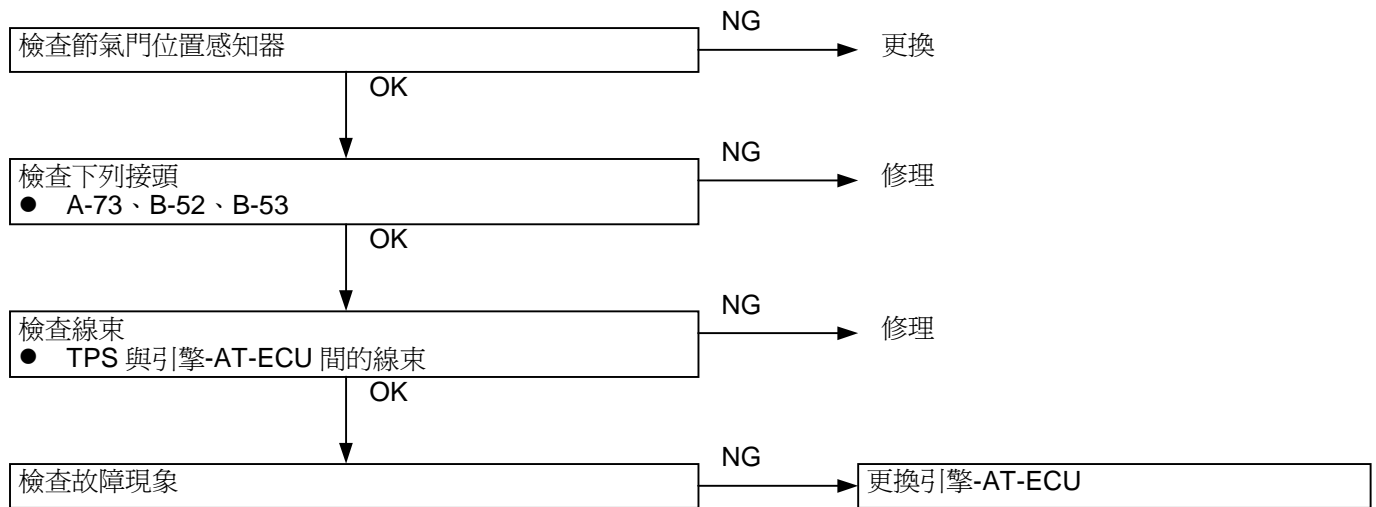 NG
檢查節氣門位置感知器
更換
OK
NG
檢查下列接頭
修理
● A-73、B-52、B-53
OK
NG
檢查線束
修理
● TPS 與引擎-AT-ECU 間的線束
OK
NG
檢查故障現象
更換引擎-AT-ECU